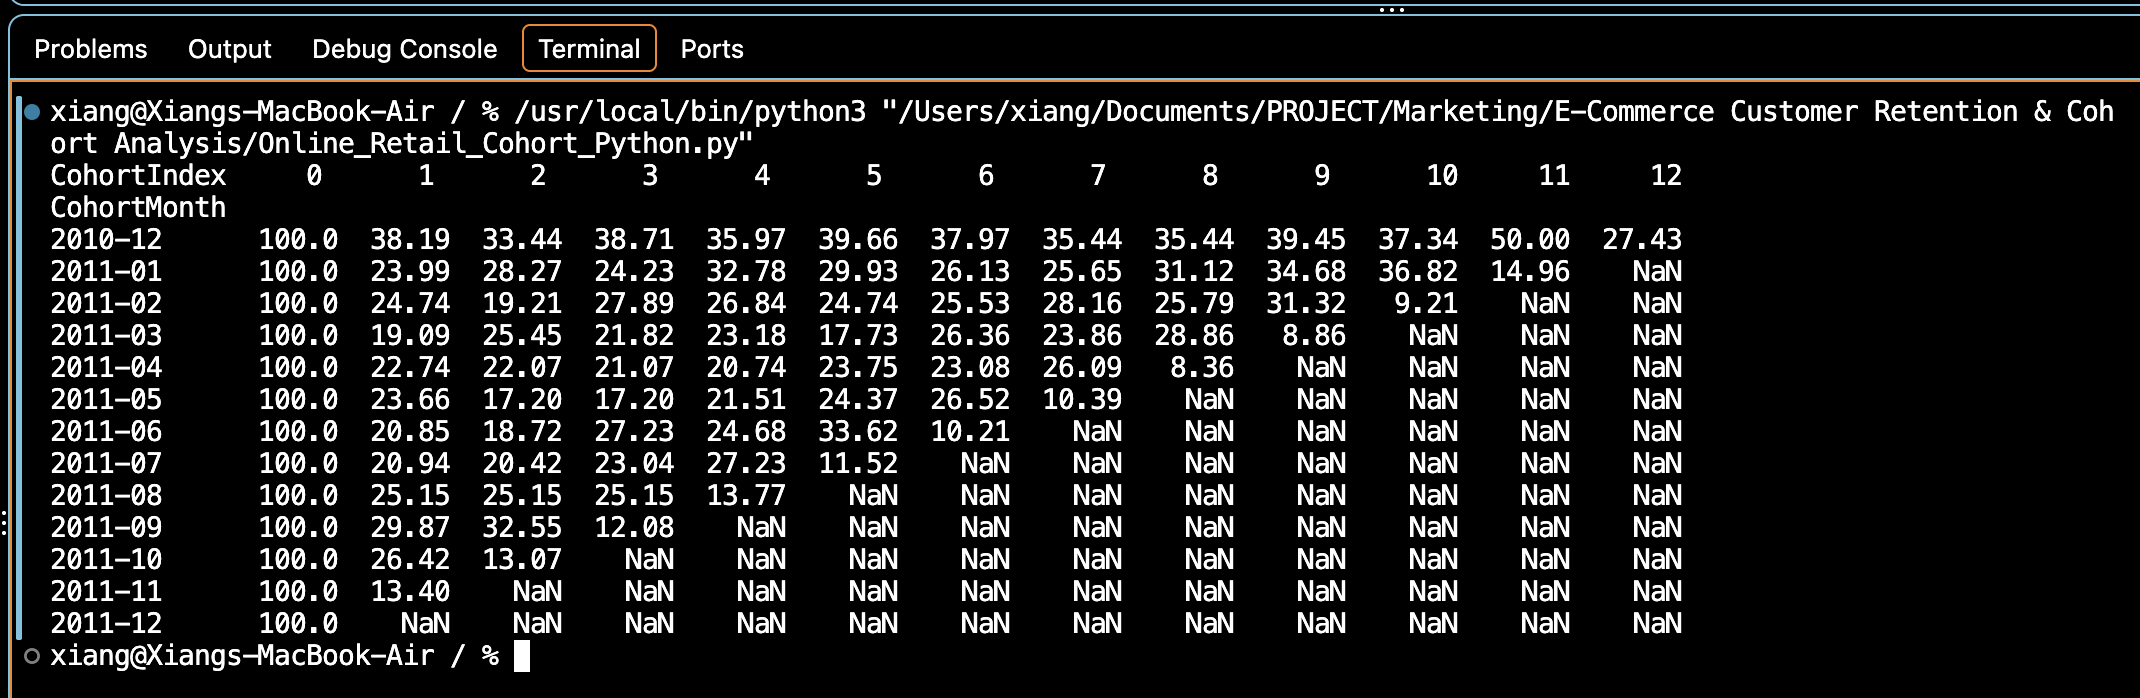 Problems Output Debug Console Terminal Ports
xiang@Xiangs-MacBook-Air / % /usr/local/bin/python3 "/Users/xiang/Documents/PROJECT/Marketing/E-Commerce Customer Retention & Coh
ort Analysis/Online_Retail_Cohort_Python.py"
CohortIndex 0 1 2 3 4 5 6 7 8 9 10 11 12
CohortMonth
2010-12 100.0 38.19 33.44 38.71 35.97 39.66 37.97 35.44 35.44 39.45 37.34 50.00 27.43
2011-01 100.0 23.99 28.27 24.23 32.78 29.93 26.13 25.65 31.12 34.68 36.82 14.96 NaN
2011-02 100.0 24.74 19.21 27.89 26.84 24.74 25.53 28.16 25.79 31.32 9.21 NaN NaN
2011-03 100.0 19.09 25.45 21.82 23.18 17.73 26.36 23.86 28.86 8.86 NaN NaN NaN
2011-04 100.0 22.74 22.07 21.07 20.74 23.75 23.08 26.09 8.36 NaN NaN NaN NaN
2011-05 100.0 23.66 17.20 17.20 21.51 24.37 26.52 10.39 NaN NaN NaN NaN NaN
2011-06 100.0 20.85 18.72 27.23 24.68 33.62 10.21 NaN NaN NaN NaN NaN NaN
2011-07 100.0 20.94 20.42 23.04 27.23 11.52 NaN NaN NaN NaN NaN NaN NaN
2011-08 100.0 25.15 25.15 25.15 13.77 NaN NaN NaN NaN NaN NaN NaN NaN
2011-09 100.0 29.87 32.55 12.08 NaN NaN NaN NaN NaN NaN NaN NaN NaN
2011-10 100.0 26.42 13.07 NaN NaN NaN NaN NaN NaN NaN NaN NaN NaN
2011-11 100.0 13.40 NaN NaN NaN NaN NaN NaN NaN NaN NaN NaN NaN
2011-12 100.0 NaN NaN NaN NaN NaN NaN NaN NaN NaN NaN NaN NaN
xiang@Xiangs-MacBook-Air / %